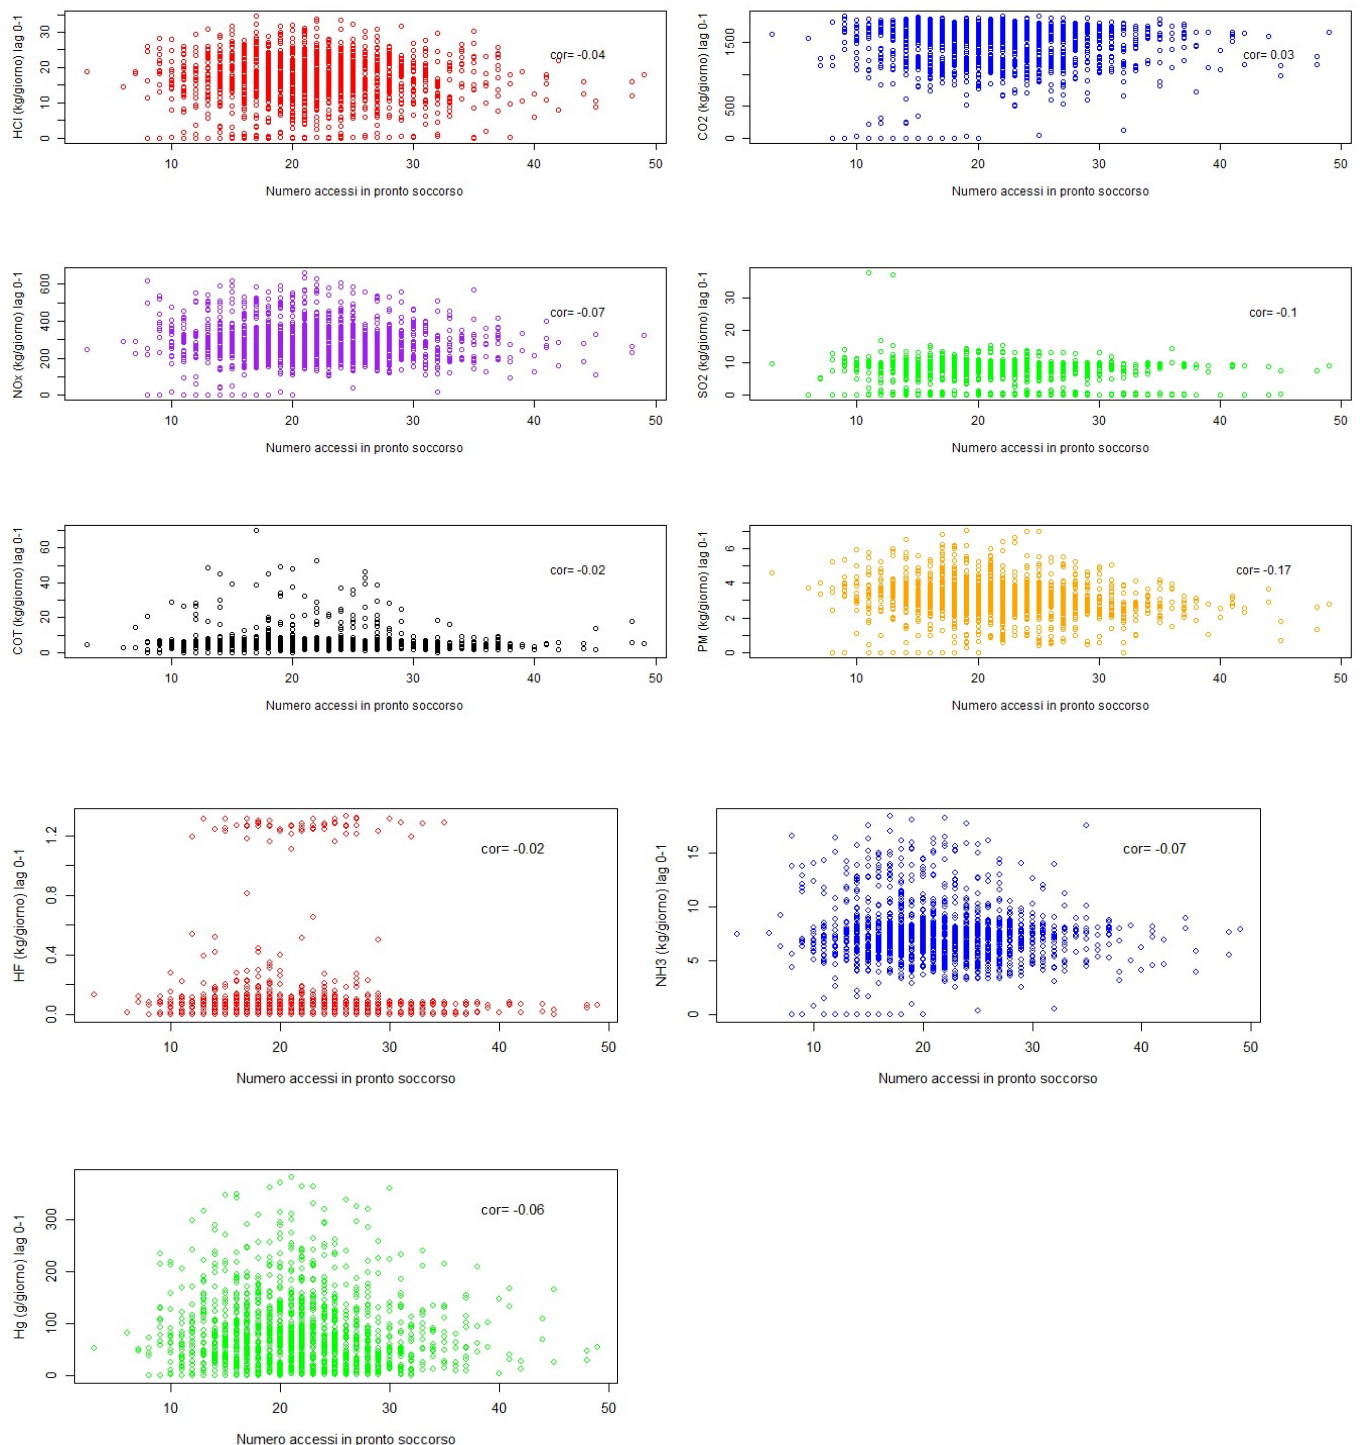 HCl (kg/giorno) lag 0-1
0 10 20 30
cor= -0.04
10 20 30 40 50
Numero accessi in pronto soccorso
CO2 (kg/giorno) lag 0-1
0 500 1500
cor= 0.03
10 20 30 40 50
Numero accessi in pronto soccorso
NOx (kg/giorno) lag 0-1
0 200 400 600
cor= -0.07
10 20 30 40 50
Numero accessi in pronto soccorso
SO2 (kg/giorno) lag 0-1
0 10 20 30
cor= -0.1
10 20 30 40 50
Numero accessi in pronto soccorso
COT (kg/giorno) lag 0-1
0 20 40 60
cor= -0.02
10 20 30 40 50
Numero accessi in pronto soccorso
PM (kg/giorno) lag 0-1
0 2 4 6
cor= -0.17
10 20 30 40 50
Numero accessi in pronto soccorso
HF (kg/giorno) lag 0-1
0.0 0.4 0.8 1.2
cor= -0.02
10 20 30 40 50
Numero accessi in pronto soccorso
NH3 (kg/giorno) lag 0-1
0 5 10 15
cor= -0.07
10 20 30 40 50
Numero accessi in pronto soccorso
Hg (g/giorno) lag 0-1
0 100 200 300
cor= -0.06
10 20 30 40 50
Numero accessi in pronto soccorso